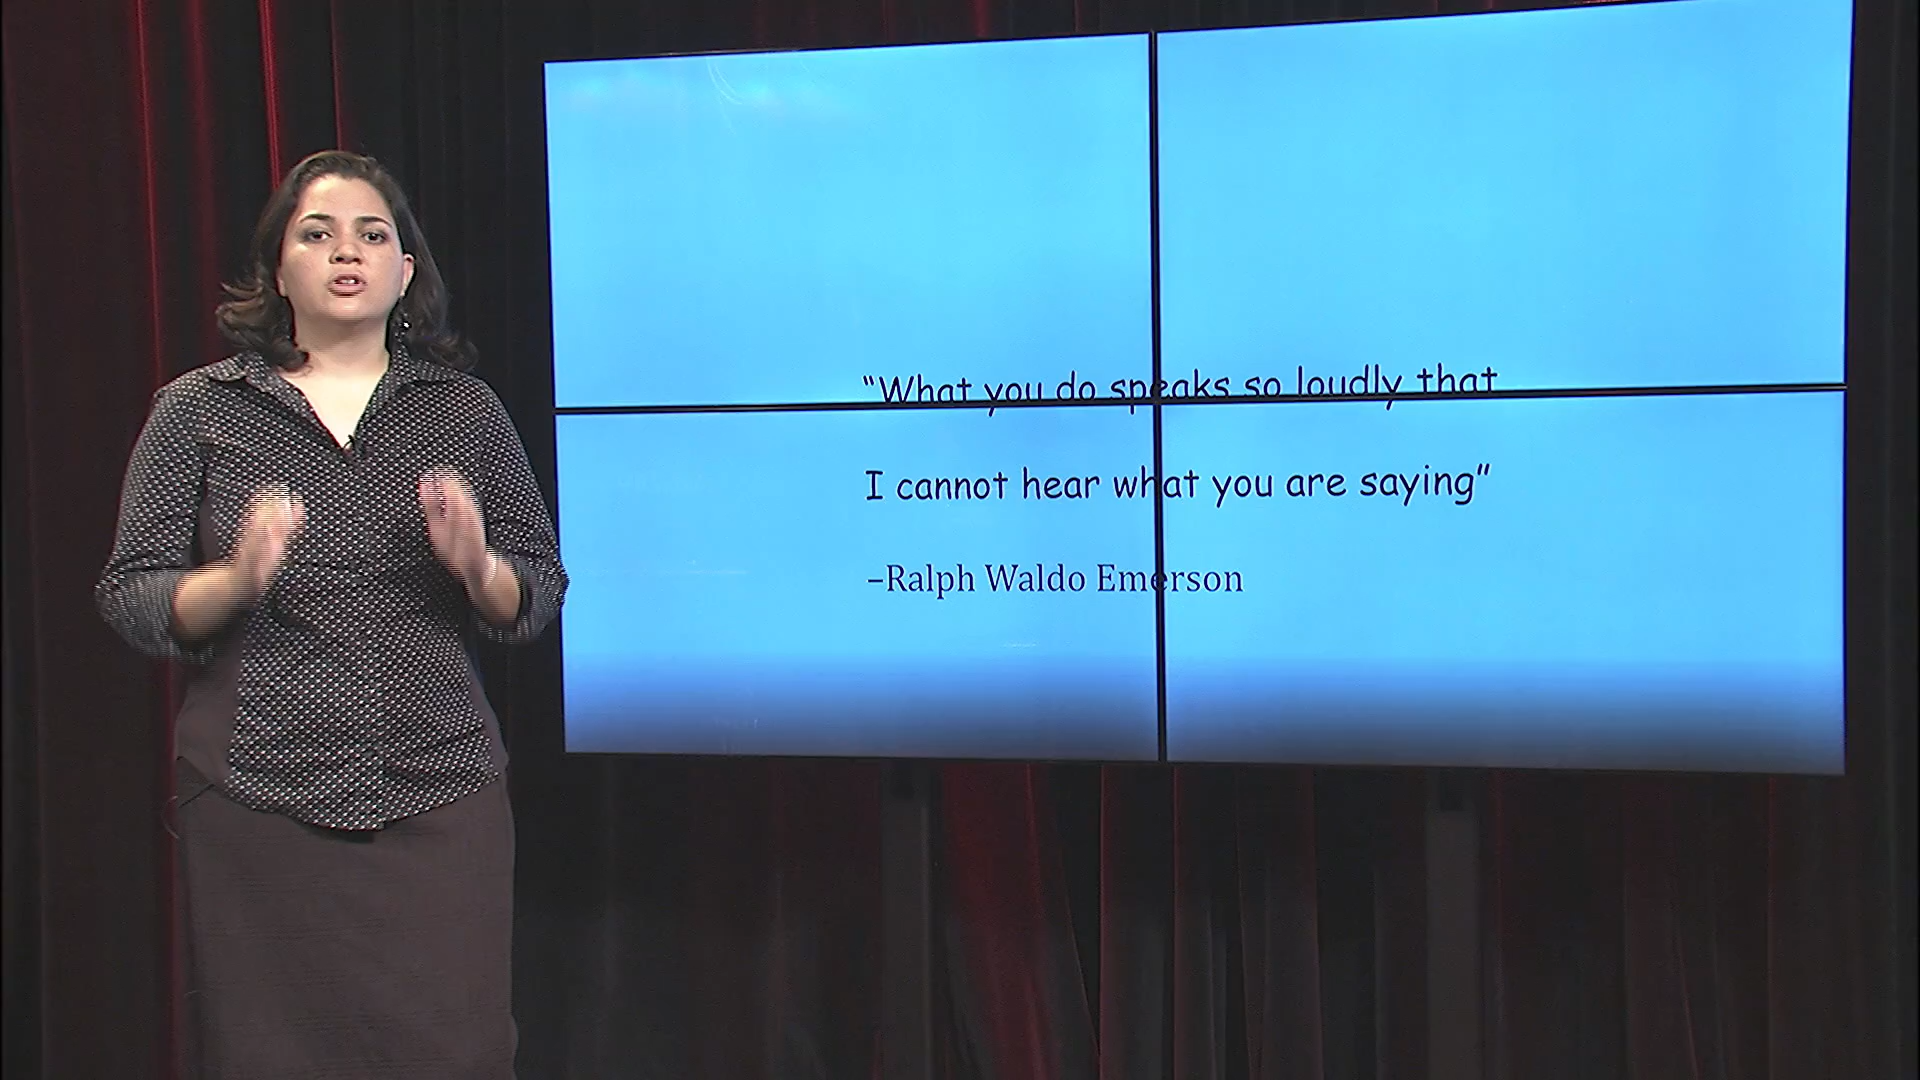 “What you do speaks so loudly that
I cannot hear what you are saying”
–Ralph Waldo Emerson